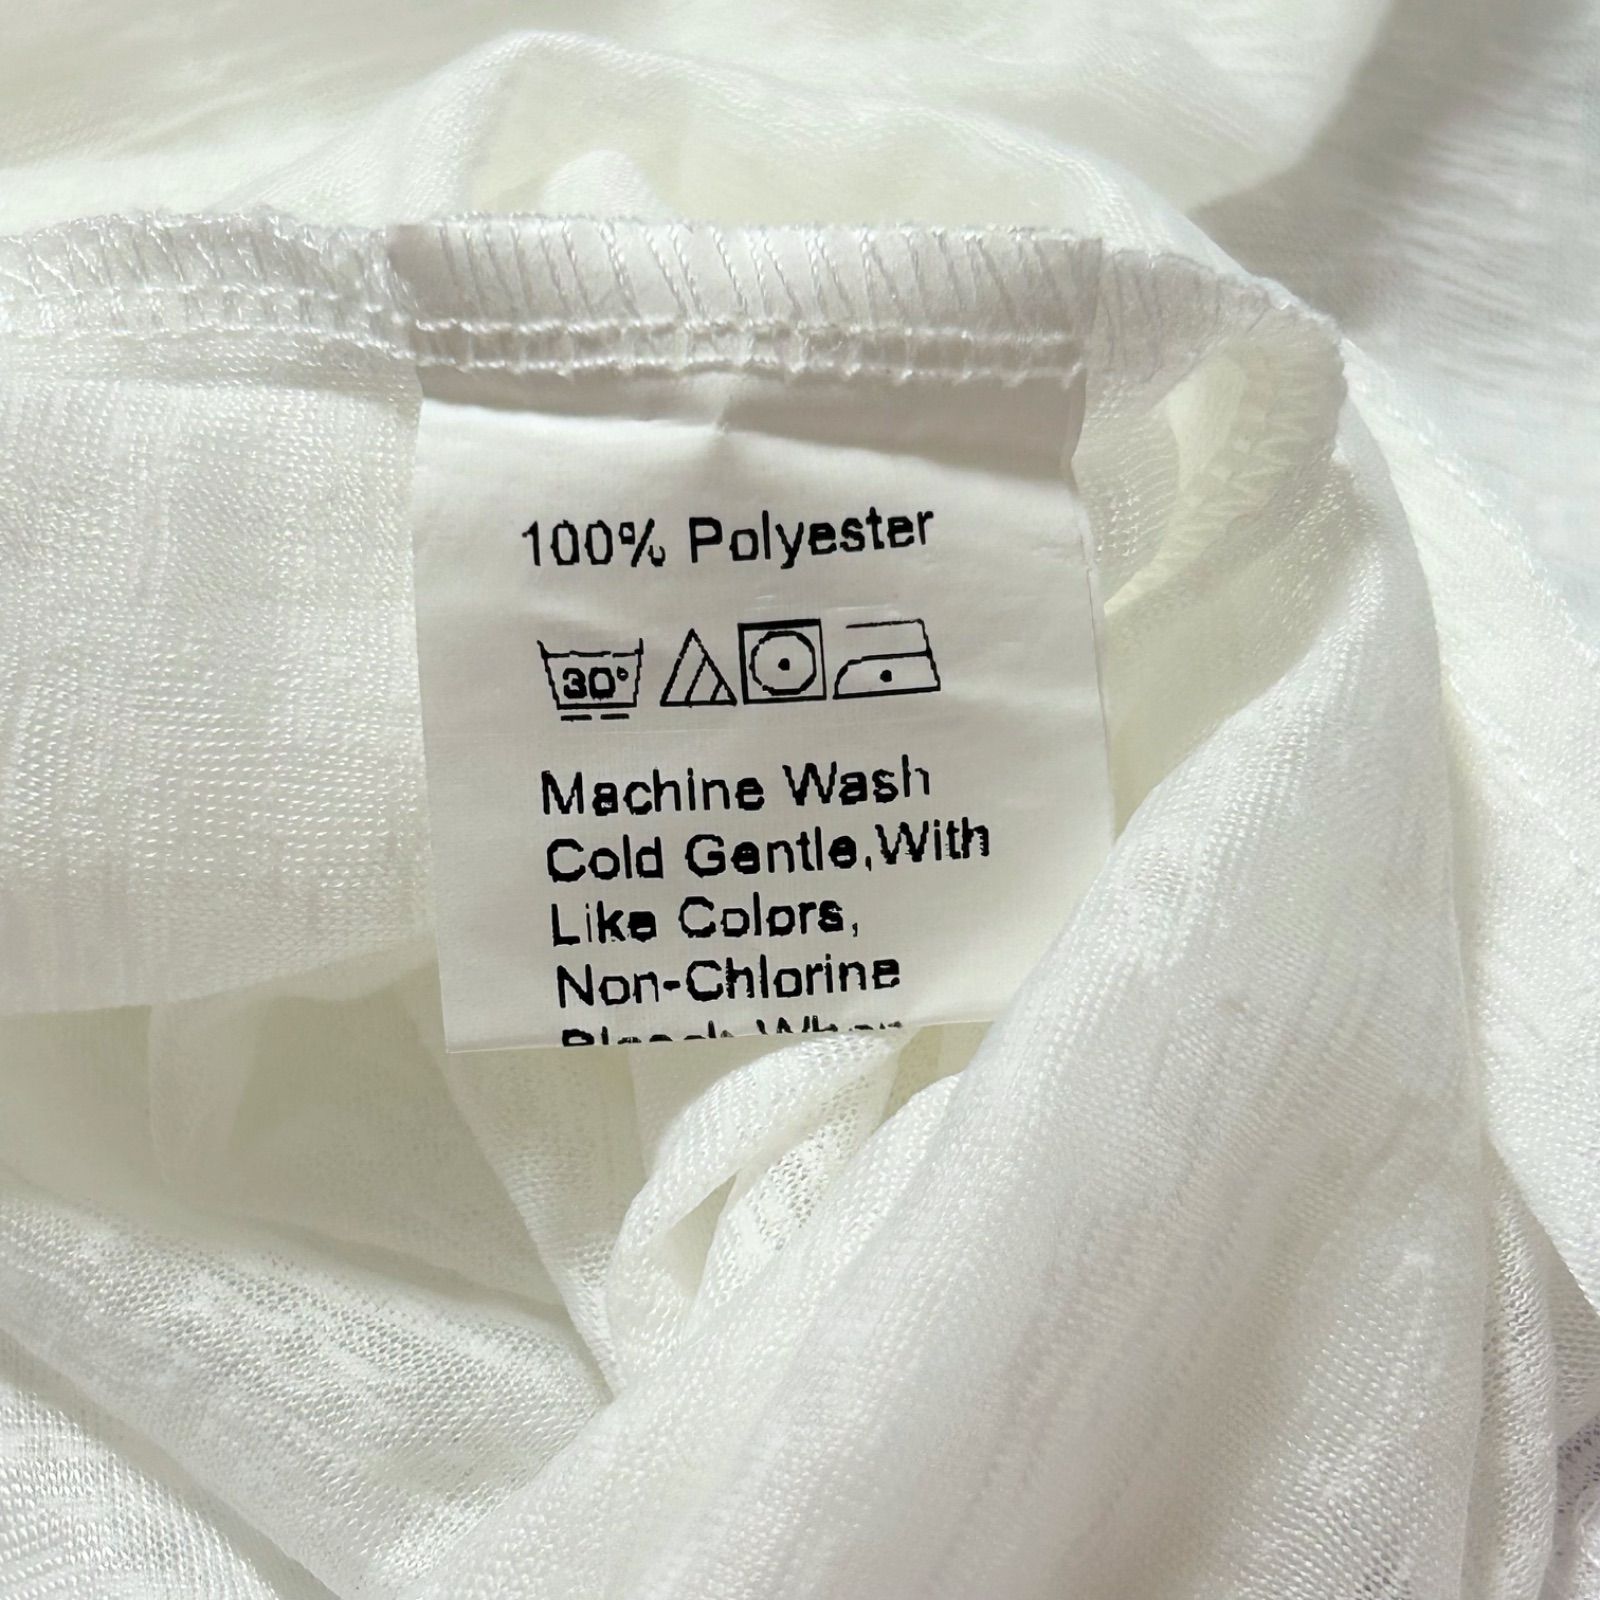 100% Polyester
30°
Machine Wash
Cold Gentle,With
Like Colors,
Non-Chlorine